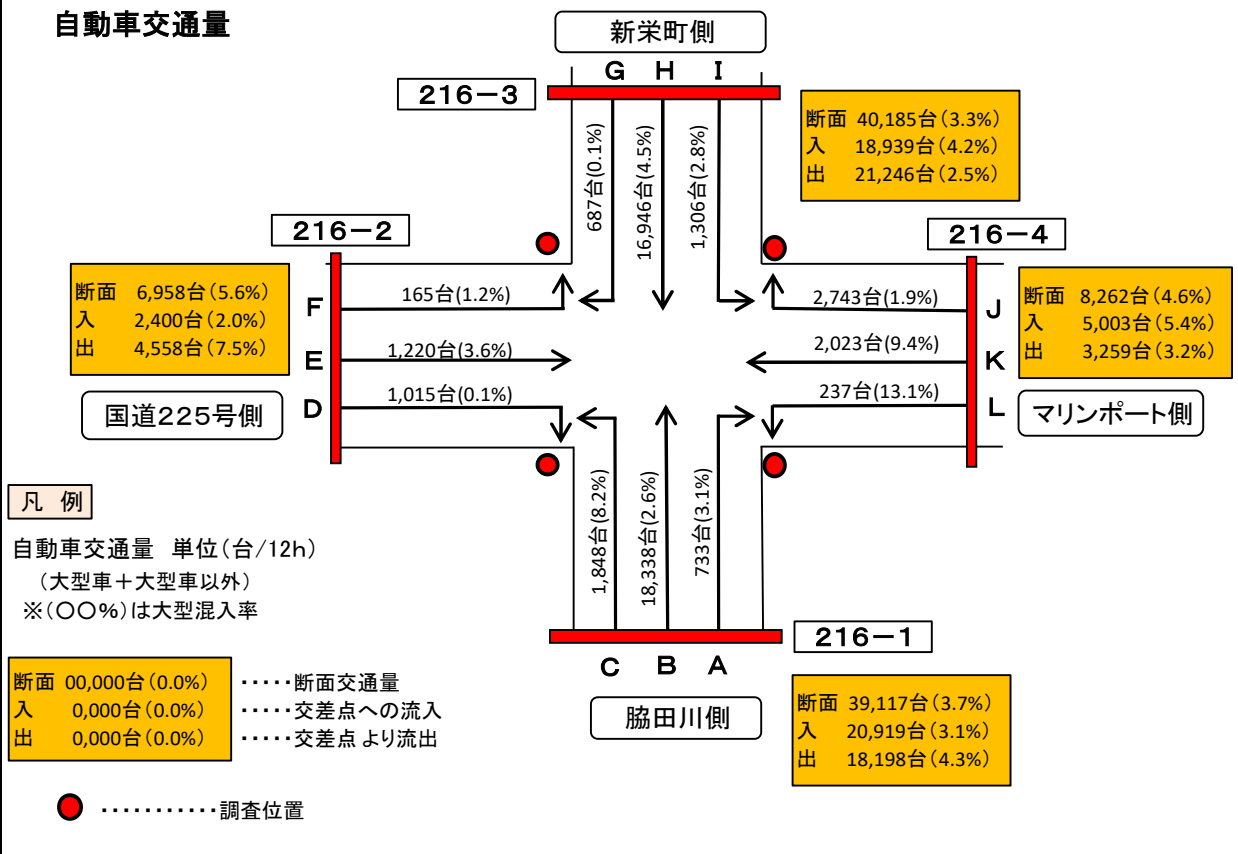 自動車交通量
新栄町側
G H I
216-3
断面 40,185台(3.3%)
入 18,939台(4.2%)
出 21,246台(2.5%)
687台(0.1%)
16,946台(4.5%)
1,306台(2.8%)
216-2
216-4
断面 6,958台(5.6%)
入 2,400台(2.0%)
出 4,558台(7.5%)
F
165台(1.2%)
E
1,220台(3.6%)
D
1,015台(0.1%)
2,743台(1.9%)
J
2,023台(9.4%)
K
237台(13.1%)
L
断面 8,262台(4.6%)
入 5,003台(5.4%)
出 3,259台(3.2%)
国道225号側
マリンポート側
1,848台(8.2%)
18,338台(2.6%)
733台(3.1%)
凡 例
自動車交通量 単位(台/12h)
(大型車+大型車以外)
※(〇〇%)は大型混入率
216-1
C B A
脇田川側
断面 39,117台(3.7%)
入 20,919台(3.1%)
出 18,198台(4.3%)
断面 00,000台(0.0%) ‥‥‥断面交通量
入 0,000台(0.0%) ‥‥‥交差点への流入
出 0,000台(0.0%) ‥‥‥交差点より流出
‥‥‥‥‥‥調査位置